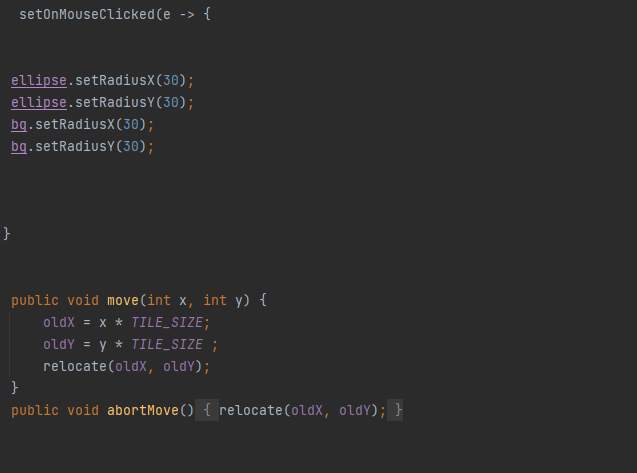 setOnMouseClicked(e -> {
ellipse.setRadiusX(30);
ellipse.setRadiusY(30);
bg.setRadiusX(30);
bg.setRadiusY(30);
}
public void move(int x, int y) {
oldX = x * TILE_SIZE;
oldY = y * TILE_SIZE ;
relocate(oldX, oldY);
}
public void abortMove() { relocate(oldX, oldY); }